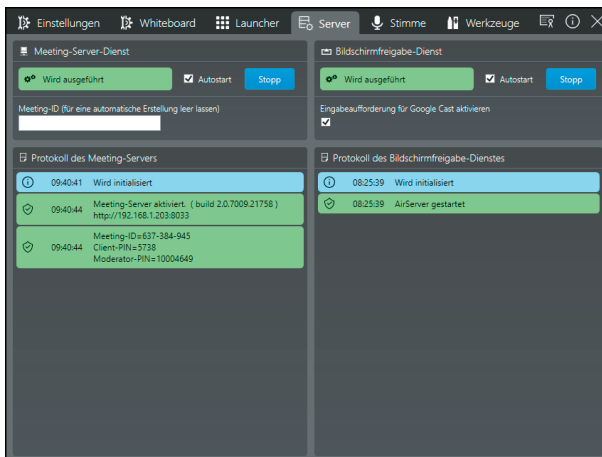 Einstellungen Whiteboard Launcher Server Stimme Werkzeuge
Meeting-Server-Dienst
Wird ausgeführt Autostart Stopp
Meeting-ID (für eine automatische Erstellung leer lassen)
Bildschirmfreigabe-Dienst
Wird ausgeführt Autostart Stopp
Eingabeaufforderung für Google Cast aktivieren
Protokoll des Meeting-Servers
09:40:41 Wird initialisiert
09:40:44 Meeting-Server aktiviert. ( build 2.0.7009.21758 )
http://192.168.1.203:8033
09:40:44 Meeting-ID=637-384-945
Client-PIN=5738
Moderator-PIN=10004649
Protokoll des Bildschirmfreigabe-Dienstes
08:25:39 Wird initialisiert
08:25:39 AirServer gestartet